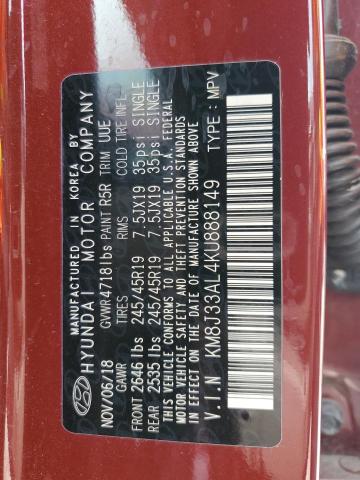 MANUFACTURED IN KOREA BY
HYUNDAI MOTOR COMPANY
NOV/06/18 GVWR 4718lbs PAINT R5R TRIM UUE
GAWR TIRES RIMS COLD TIRE INFL
FRONT 2646 lbs 245/45R19 7.5JX19 35psi SINGLE
REAR 2535 lbs 245/45R19 7.5JX19 35psi SINGLE
THIS VEHICLE CONFORMS TO ALL APPLICABLE U.S.A. FEDERAL
MOTOR VEHICLE SAFETY AND THEFT PREVENTION STANDARDS
IN EFFECT ON THE DATE OF MANUFACTURE SHOWN ABOVE
V.I.N KM8J33AL4KU888149 TYPE: MPV